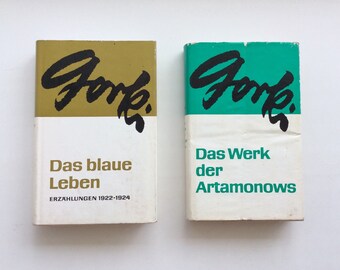 Gorki
Das blaue
Leben
ERZÄHLUNGEN 1922-1924
Gorki
Das Werk
der
Artamonows